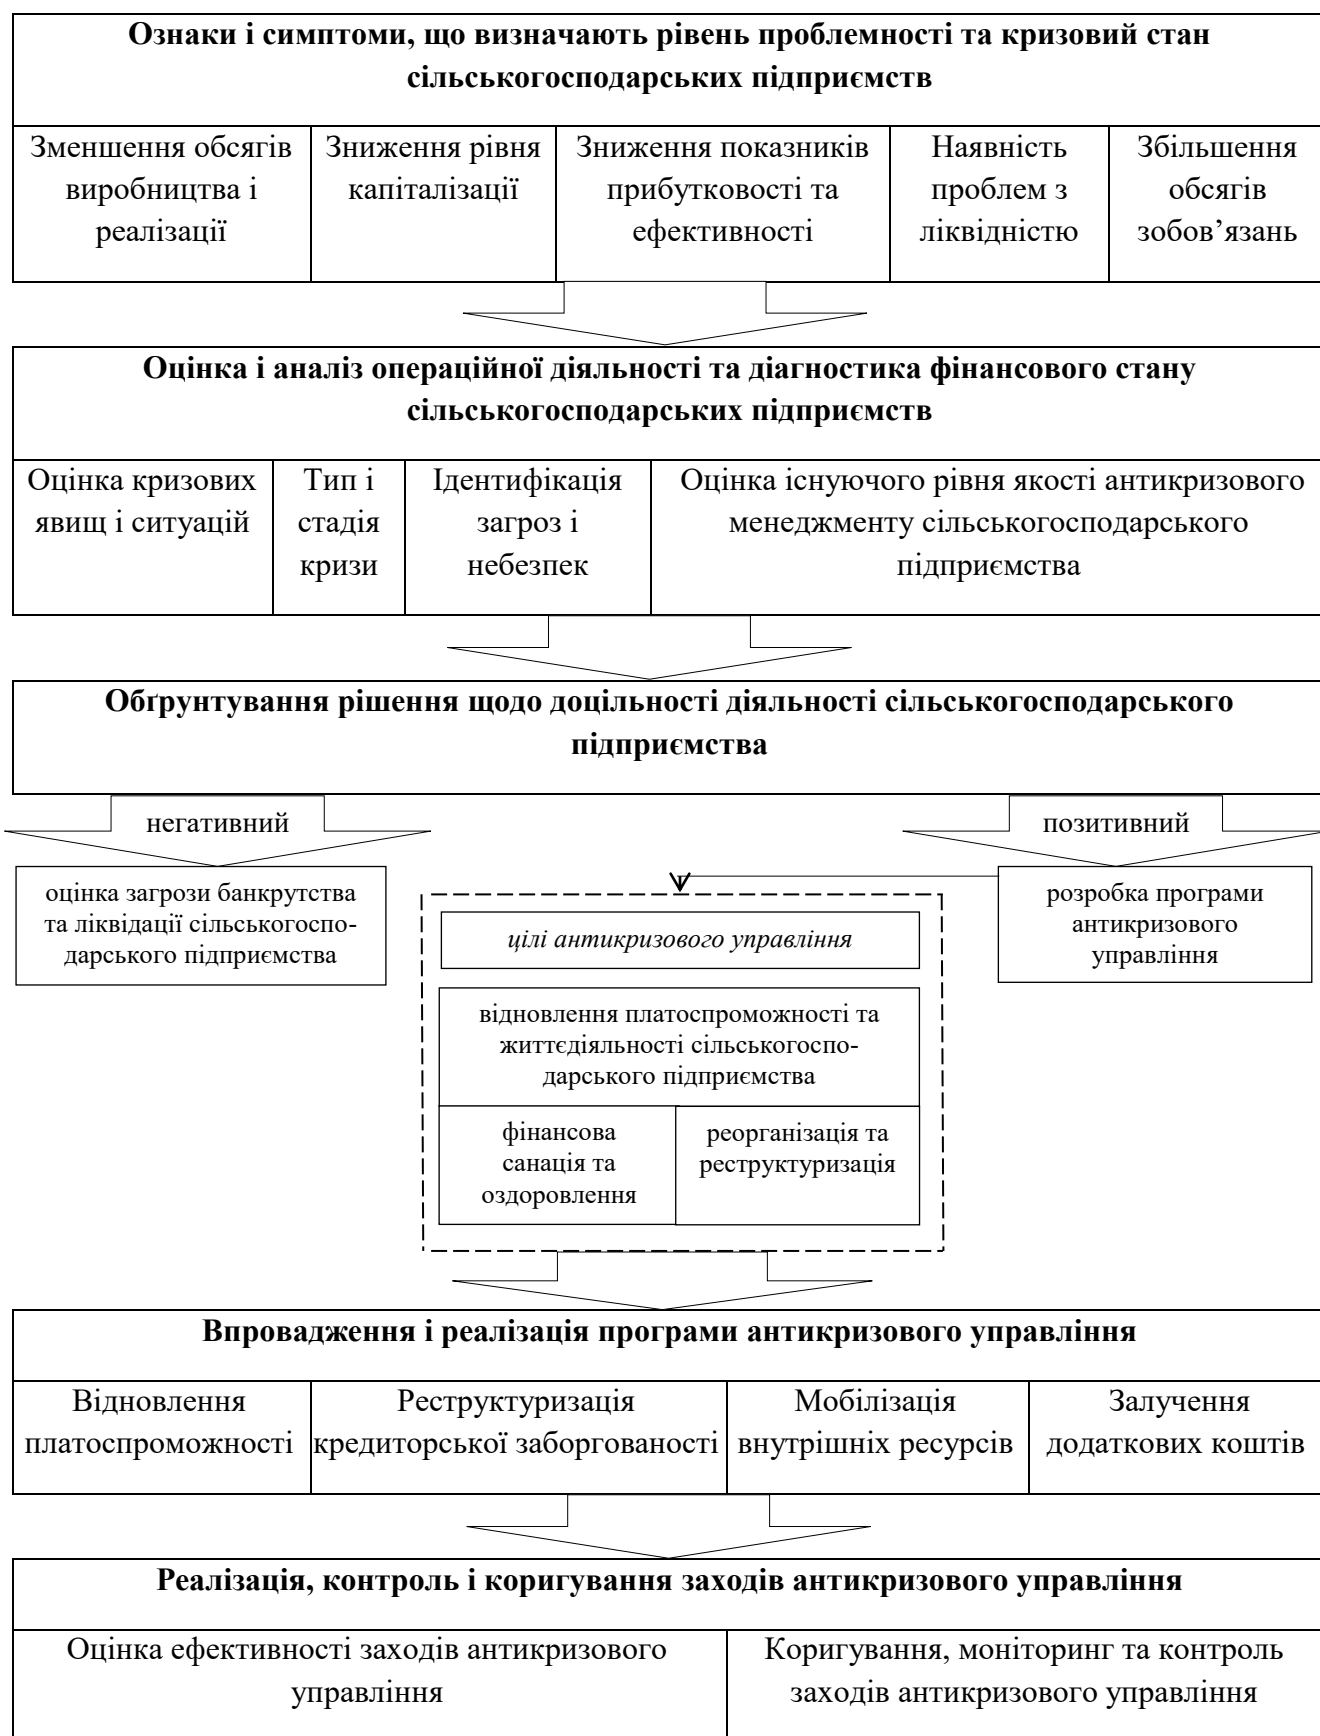 Ознаки і симптоми, що визначають рівень проблемності та кризовий стан
сільськогосподарських підприємств
Зменшення обсягів
виробництва і
реалізації
Зниження рівня
капіталізації
Зниження показників
прибутковості та
ефективності
Наявність
проблем з
ліквідністю
Збільшення
обсягів
зобов’язань
Оцінка і аналіз операційної діяльності та діагностика фінансового стану
сільськогосподарських підприємств
Оцінка кризових
явищ і ситуацій
Тип і
стадія
кризи
Ідентифікація
загроз і
небезпек
Оцінка існуючого рівня якості антикризового
менеджменту сільськогосподарського
підприємства
Обґрунтування рішення щодо доцільності діяльності сільськогосподарського
підприємства
негативний
позитивний
оцінка загрози банкрутства
та ліквідації сільськогоспо-
дарського підприємства
цілі антикризового управління
відновлення платоспроможності та
життєдіяльності сільськогоспо-
дарського підприємства
фінансова
санація та
оздоровлення
реорганізація та
реструктуризація
розробка програми
антикризового
управління
Впровадження і реалізація програми антикризового управління
Відновлення
платоспроможності
Реструктуризація
кредиторської заборгованості
Мобілізація
внутрішніх ресурсів
Залучення
додаткових коштів
Реалізація, контроль і коригування заходів антикризового управління
Оцінка ефективності заходів антикризового
управління
Коригування, моніторинг та контроль
заходів антикризового управління